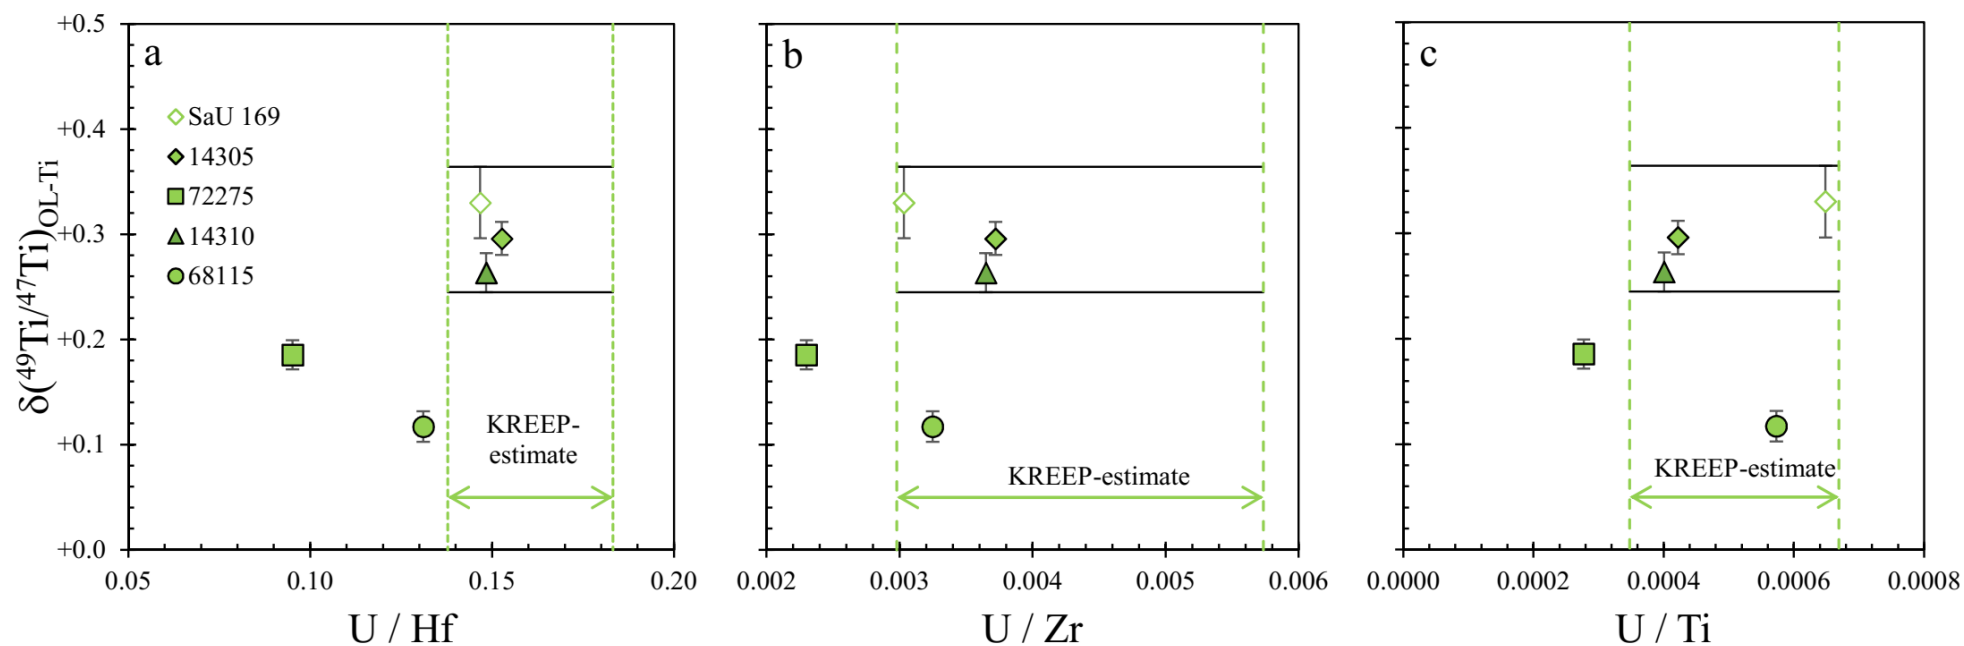 a
b
c
+0.5
+0.4
+0.3
+0.2
+0.1
+0.0
δ(⁴⁹Ti/⁴⁷Ti)OL-Ti
SaU 169
14305
72275
14310
68115
KREEP-
estimate
KREEP-estimate
KREEP-estimate
0.05 0.10 0.15 0.20
0.002 0.003 0.004 0.005 0.006
0.0000 0.0002 0.0004 0.0006 0.0008
U / Hf
U / Zr
U / Ti